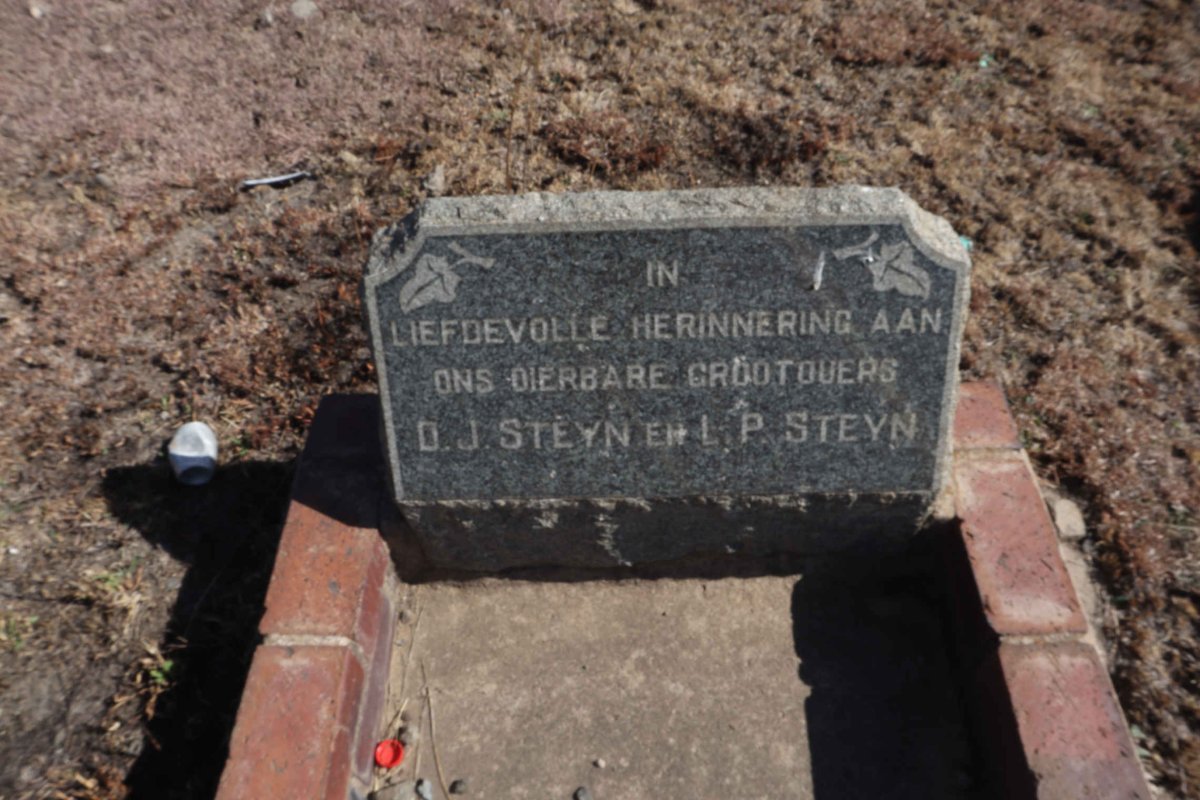 IN
LIEFDEVOLLE HERINNERING AAN
ONS DIERBARE GROOTOUERS
D.J. STEYN EN L.P. STEYN